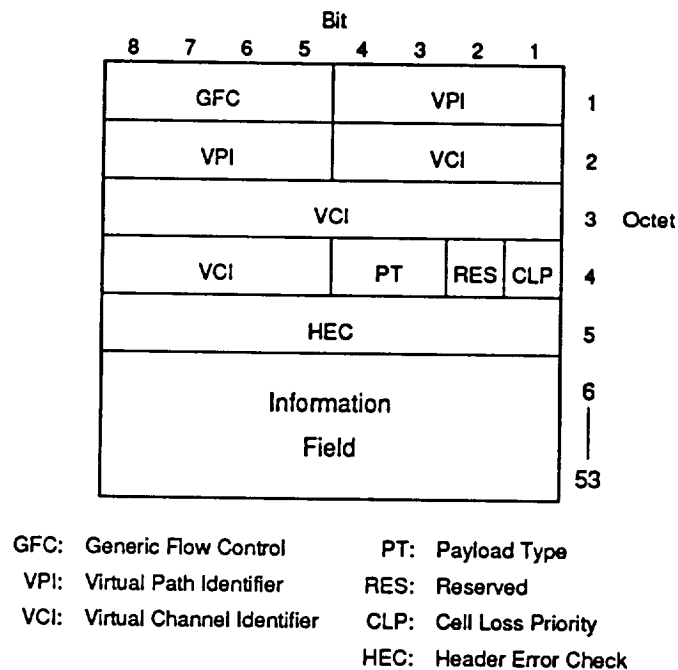 Bit
8 7 6 5 4 3 2 1
GFC VPI 1
VPI VCI 2
VCI 3 Octet
VCI PT RES CLP 4
HEC 5
Information 6
Field
53
GFC: Generic Flow Control PT: Payload Type
VPI: Virtual Path Identifier RES: Reserved
VCI: Virtual Channel Identifier CLP: Cell Loss Priority
HEC: Header Error Check